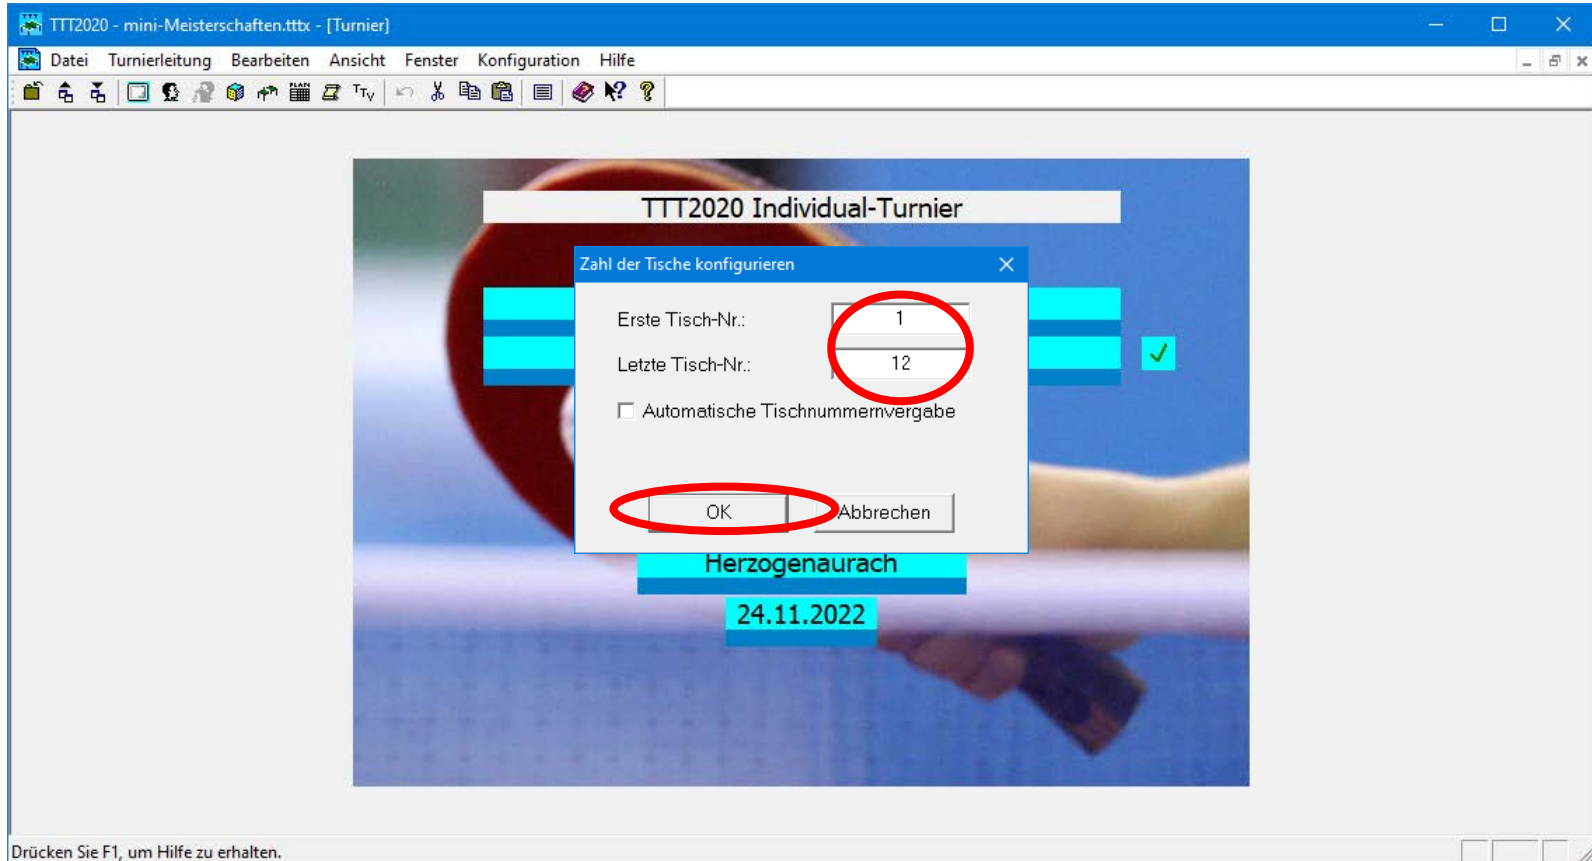 TTT2020 - mini-Meisterschaften.tttx - [Turnier]
Datei Turnierleitung Bearbeiten Ansicht Fenster Konfiguration Hilfe
TTT2020 Individual-Turnier
Zahl der Tische konfigurieren
Erste Tisch-Nr.: 1
Letzte Tisch-Nr.: 12
Automatische Tischnummernvergabe
OK Abbrechen
Herzogenaurach
24.11.2022
Drücken Sie F1, um Hilfe zu erhalten.